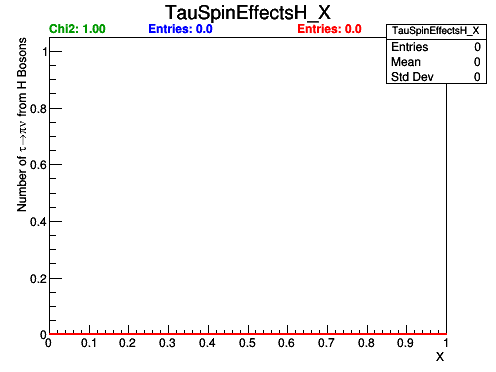 TauSpinEffectsH_X
Chi2: 1.00 Entries: 0.0 Entries: 0.0
TauSpinEffectsH_X
Entries 0
Mean 0
Std Dev 0
Number of τ→πν from H Bosons
1
0.8
0.6
0.4
0.2
0
0 0.1 0.2 0.3 0.4 0.5 0.6 0.7 0.8 0.9 1
X